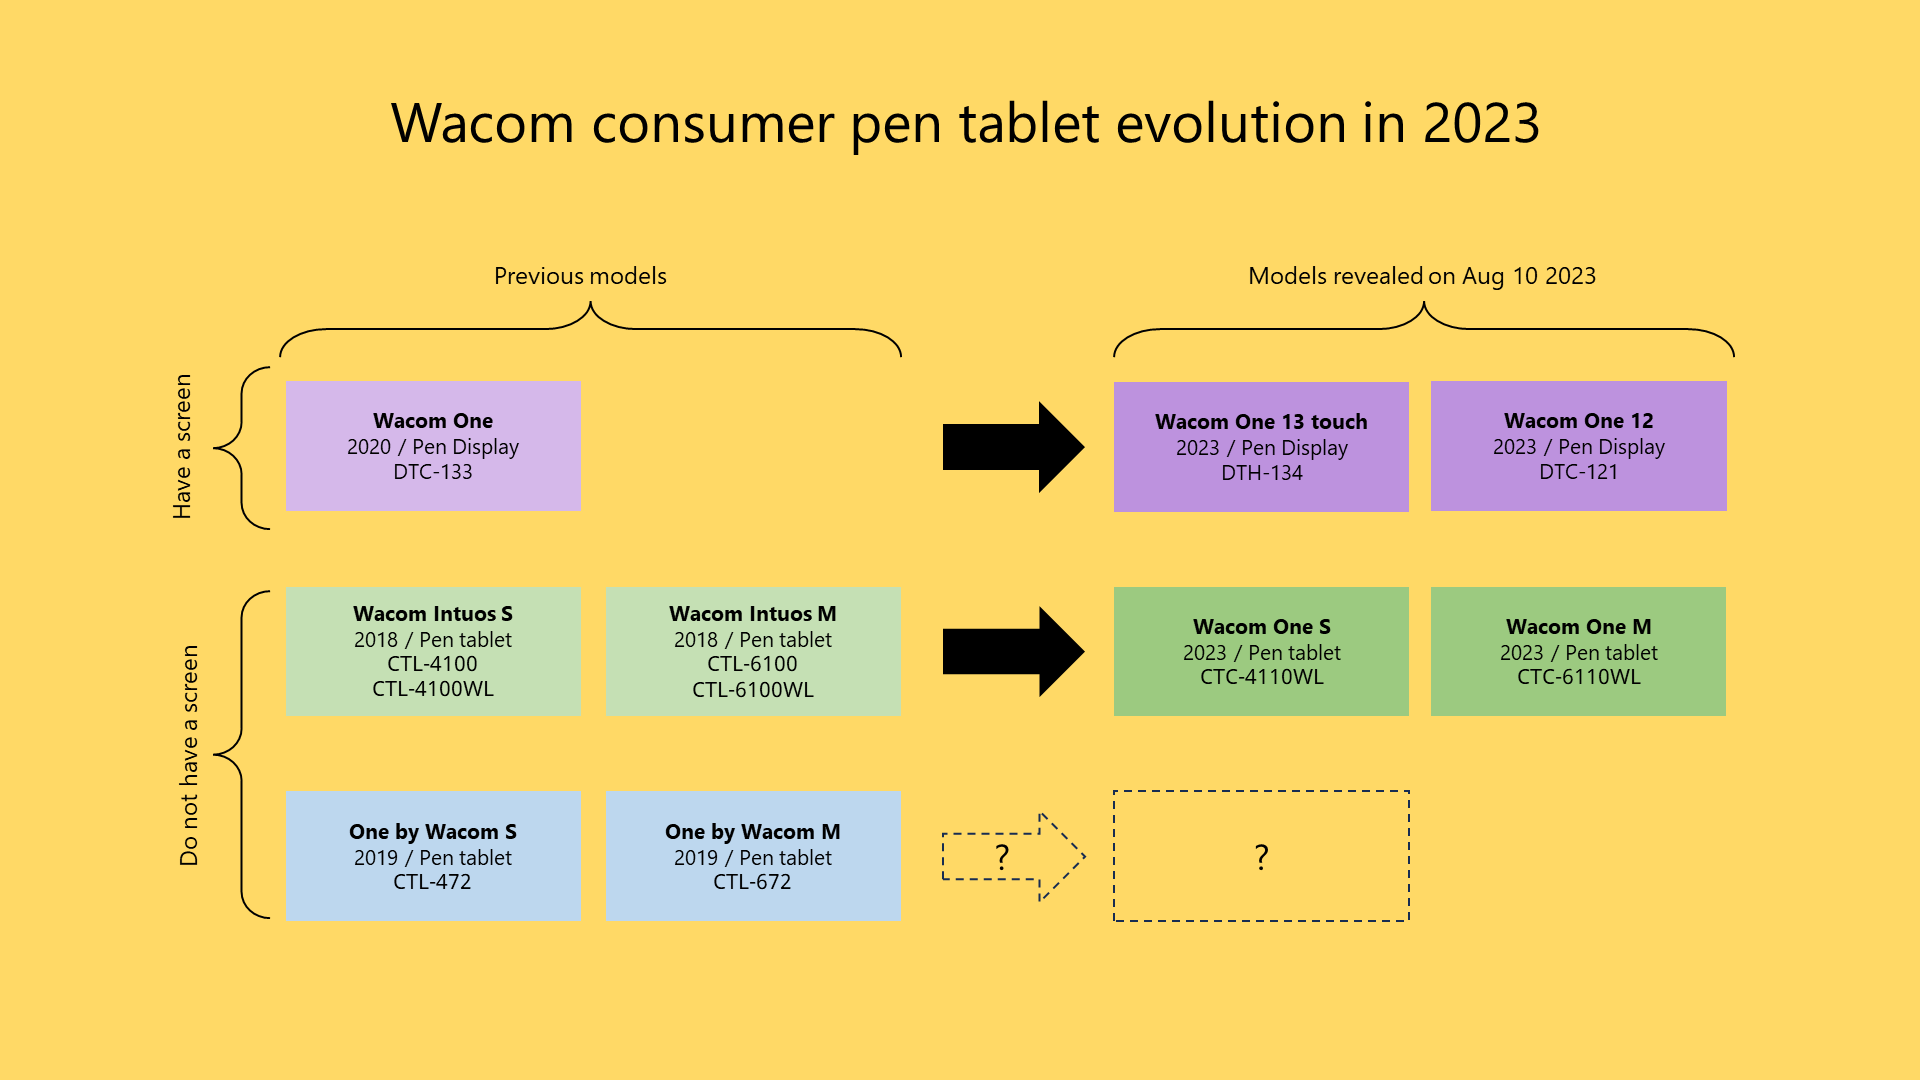 Wacom consumer pen tablet evolution in 2023
Previous models
Models revealed on Aug 10 2023
Have a screen
Wacom One
2020 / Pen Display
DTC-133
Wacom One 13 touch
2023 / Pen Display
DTH-134
Wacom One 12
2023 / Pen Display
DTC-121
Do not have a screen
Wacom Intuos S
2018 / Pen tablet
CTL-4100
CTL-4100WL
Wacom Intuos M
2018 / Pen tablet
CTL-6100
CTL-6100WL
Wacom One S
2023 / Pen tablet
CTC-4110WL
Wacom One M
2023 / Pen tablet
CTC-6110WL
One by Wacom S
2019 / Pen tablet
CTL-472
One by Wacom M
2019 / Pen tablet
CTL-672
?
?